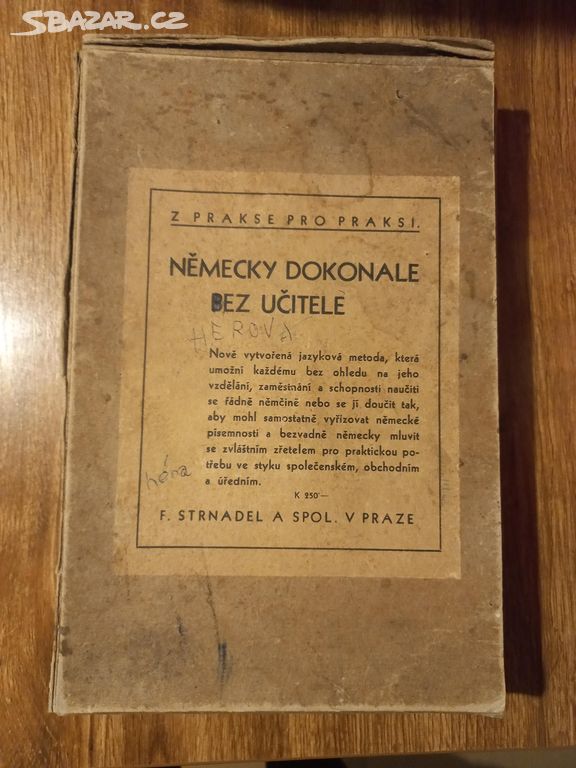 SBAZAR.CZ
Z PRAKSE PRO PRAKSI.
NĚMECKY DOKONALE
BEZ UČITELE
HEROVA
Nově vytvořená jazyková metoda, která
umožní každému bez ohledu na jeho
vzdělání, zaměstnání a schopnosti naučiti
se řádně němčině nebo se jí doučit tak,
aby mohl samostatně vyřizovat německé
písemnosti a bezvadně německy mluvit
se zvláštním zřetelem pro praktickou po-
třebu ve styku společenském, obchodním
a úředním.
K 250'—
F. STRNADEL A SPOL. V PRAZE